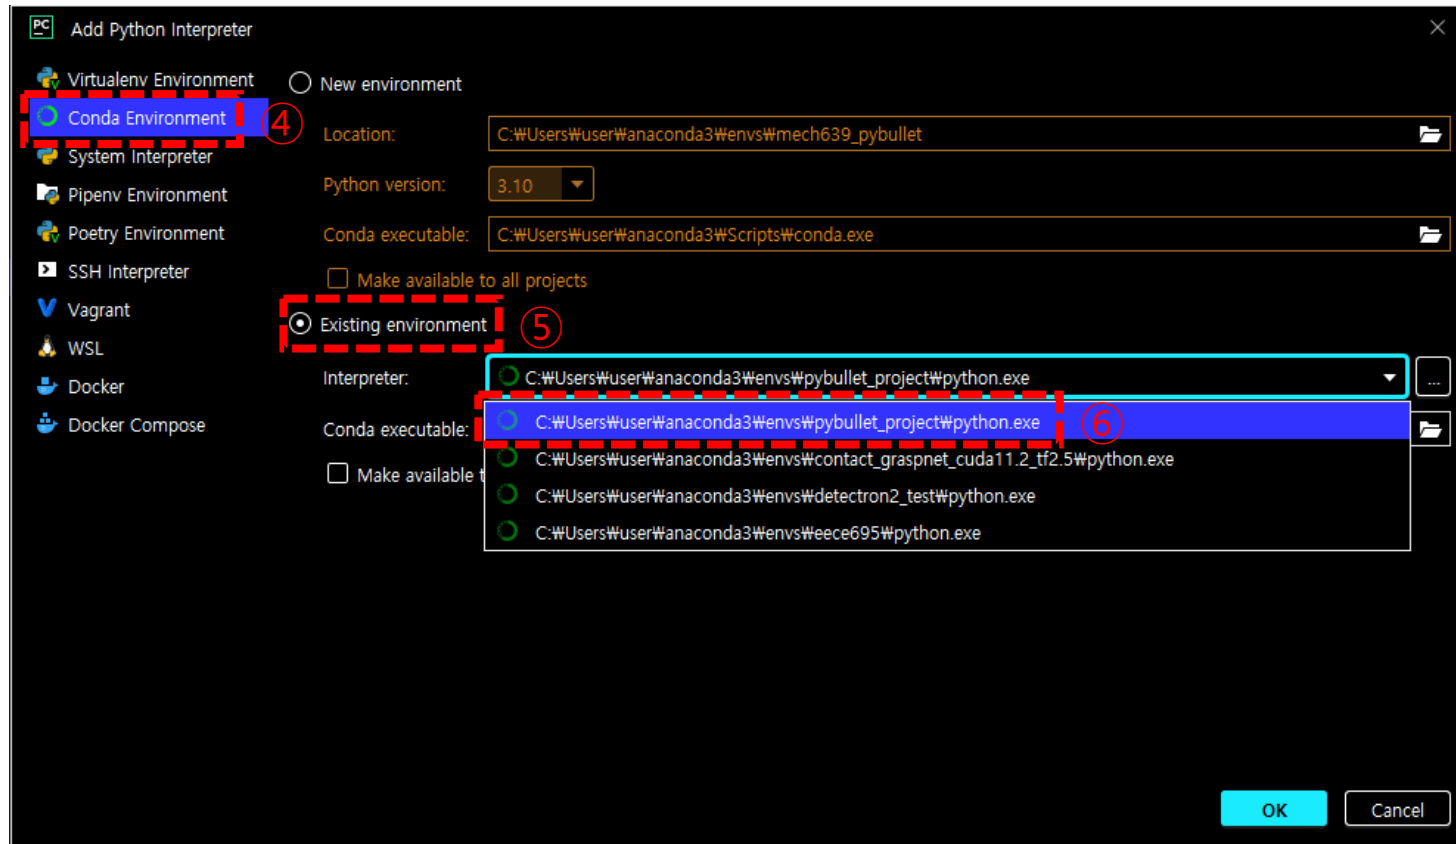 PC
Add Python Interpreter
Virtualenv Environment
Conda Environment
④
System Interpreter
Pipenv Environment
Poetry Environment
SSH Interpreter
Vagrant
WSL
Docker
Docker Compose
New environment
Location:
C:₩Users₩user₩anaconda3₩envs₩mech639_pybullet
Python version:
3.10
Conda executable:
C:₩Users₩user₩anaconda3₩Scripts₩conda.exe
Make available to all projects
Existing environment
⑤
Interpreter:
C:₩Users₩user₩anaconda3₩envs₩pybullet_project₩python.exe
...
C:₩Users₩user₩anaconda3₩envs₩pybullet_project₩python.exe
⑥
C:₩Users₩user₩anaconda3₩envs₩contact_graspnet_cuda11.2_tf2.5₩python.exe
C:₩Users₩user₩anaconda3₩envs₩detectron2_test₩python.exe
C:₩Users₩user₩anaconda3₩envs₩eece695₩python.exe
Conda executable:
Make available t
OK
Cancel